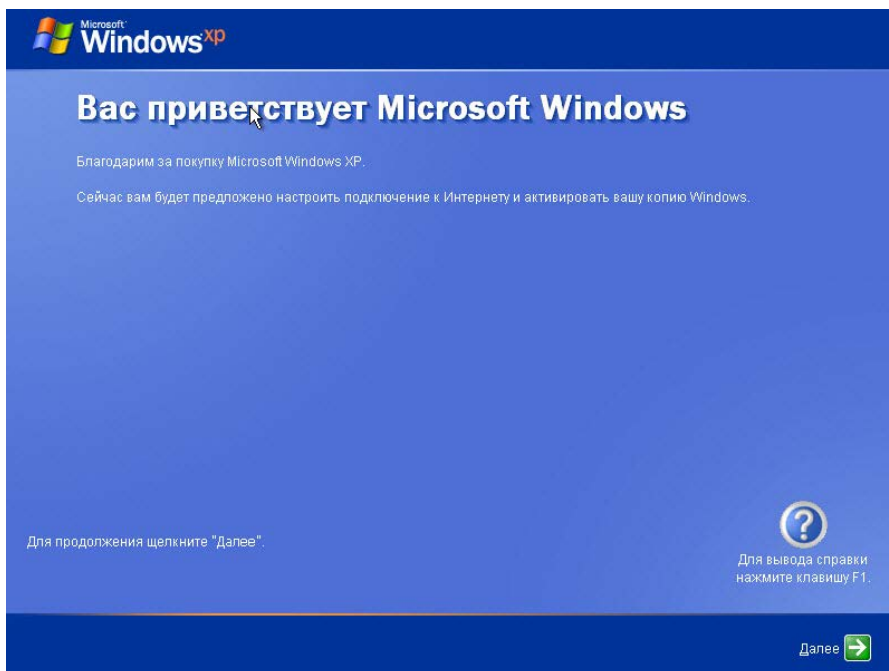 Microsoft
Windows xp
Вас приветствует Microsoft Windows
Благодарим за покупку Microsoft Windows XP.
Сейчас вам будет предложено настроить подключение к Интернету и активировать вашу копию Windows.
Для продолжения щелкните "Далее".
Для вывода справки
нажмите клавишу F1.
Далее